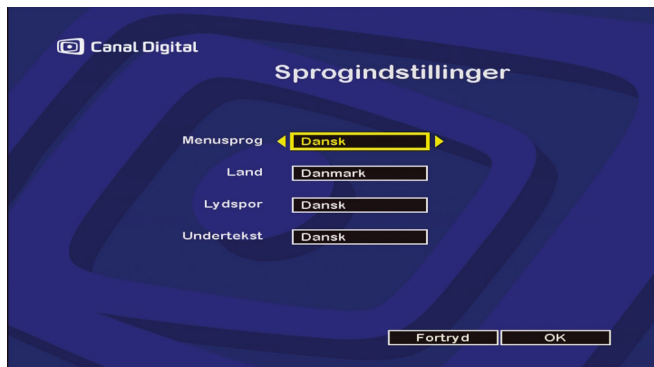 Canal Digital
Sprogindstillinger
Menusprog Dansk
Land Danmark
Lydspor Dansk
Undertekst Dansk
Fortryd OK